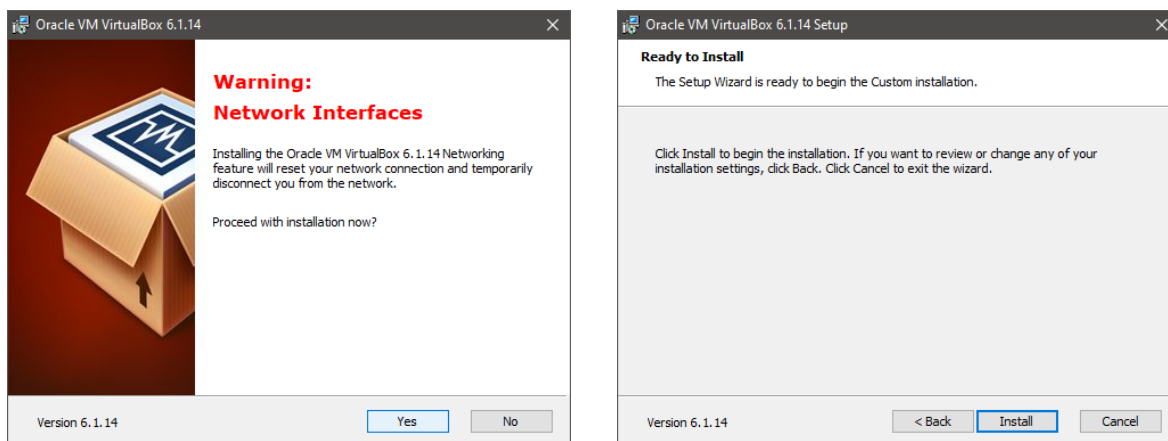 Oracle VM VirtualBox 6.1.14
Warning:
Network Interfaces
Installing the Oracle VM VirtualBox 6.1.14 Networking
feature will reset your network connection and temporarily
disconnect you from the network.
Proceed with installation now?
Version 6.1.14
Yes
No
Oracle VM VirtualBox 6.1.14 Setup
Ready to Install
The Setup Wizard is ready to begin the Custom installation.
Click Install to begin the installation. If you want to review or change any of your
installation settings, click Back. Click Cancel to exit the wizard.
Version 6.1.14
< Back
Install
Cancel